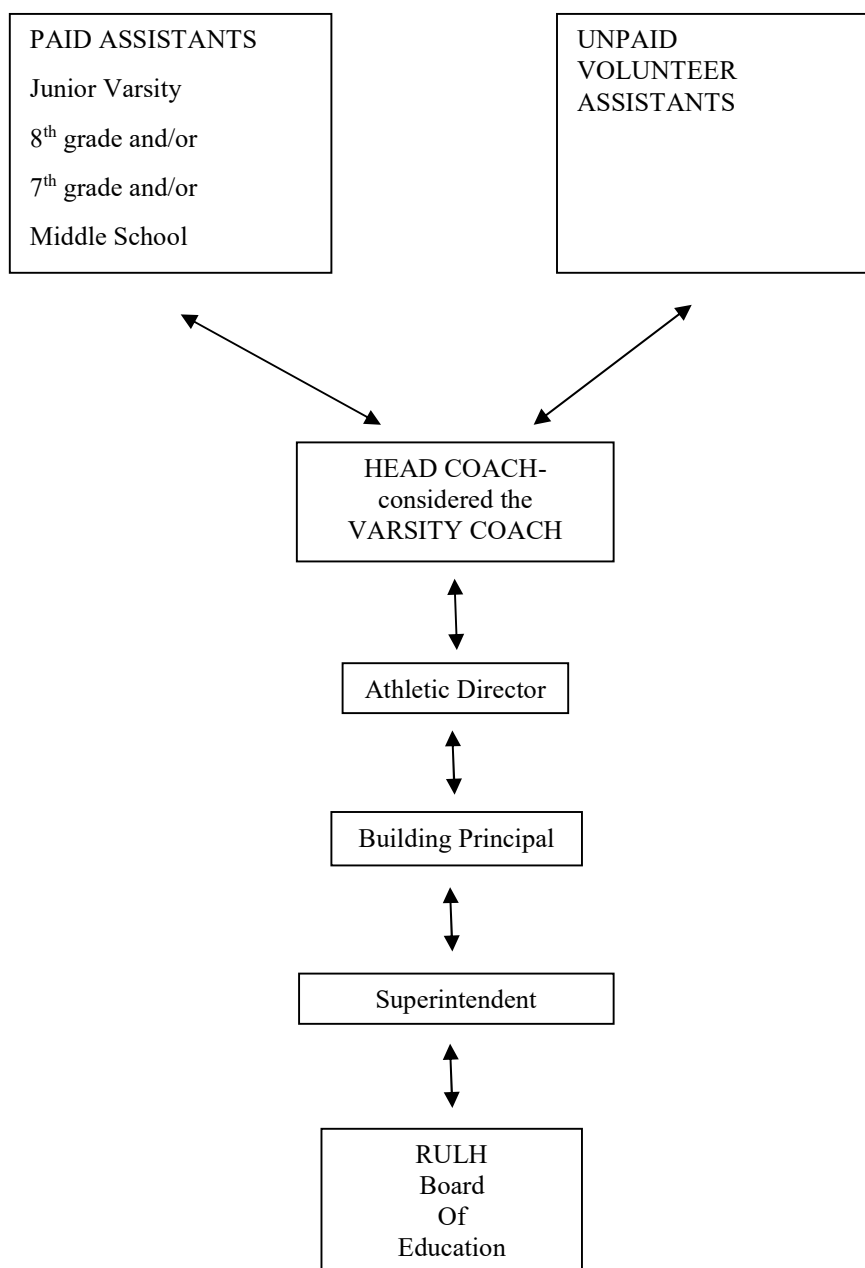 PAID ASSISTANTS
Junior Varsity
8th grade and/or
7th grade and/or
Middle School
UNPAID
VOLUNTEER
ASSISTANTS
HEAD COACH-
considered the
VARSITY COACH
Athletic Director
Building Principal
Superintendent
RULH
Board
Of
Education